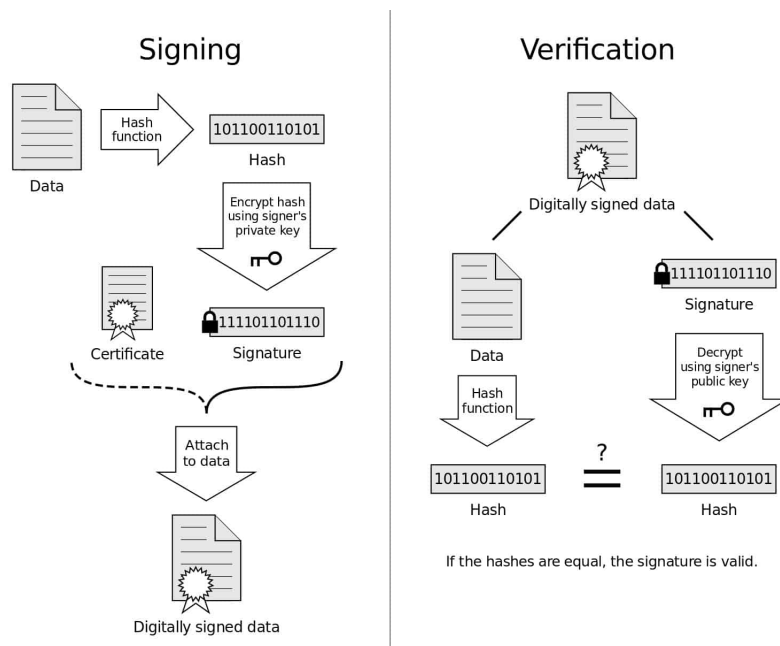 Signing
Hash
function
101100110101
Hash
Data
Encrypt hash
using signer's
private key
111101101110
Certificate
Signature
Attach
to data
Digitally signed data
Verification
Digitally signed data
Data
111101101110
Signature
Hash
function
Decrypt
using signer's
public key
101100110101
Hash
?
=
101100110101
Hash
If the hashes are equal, the signature is valid.